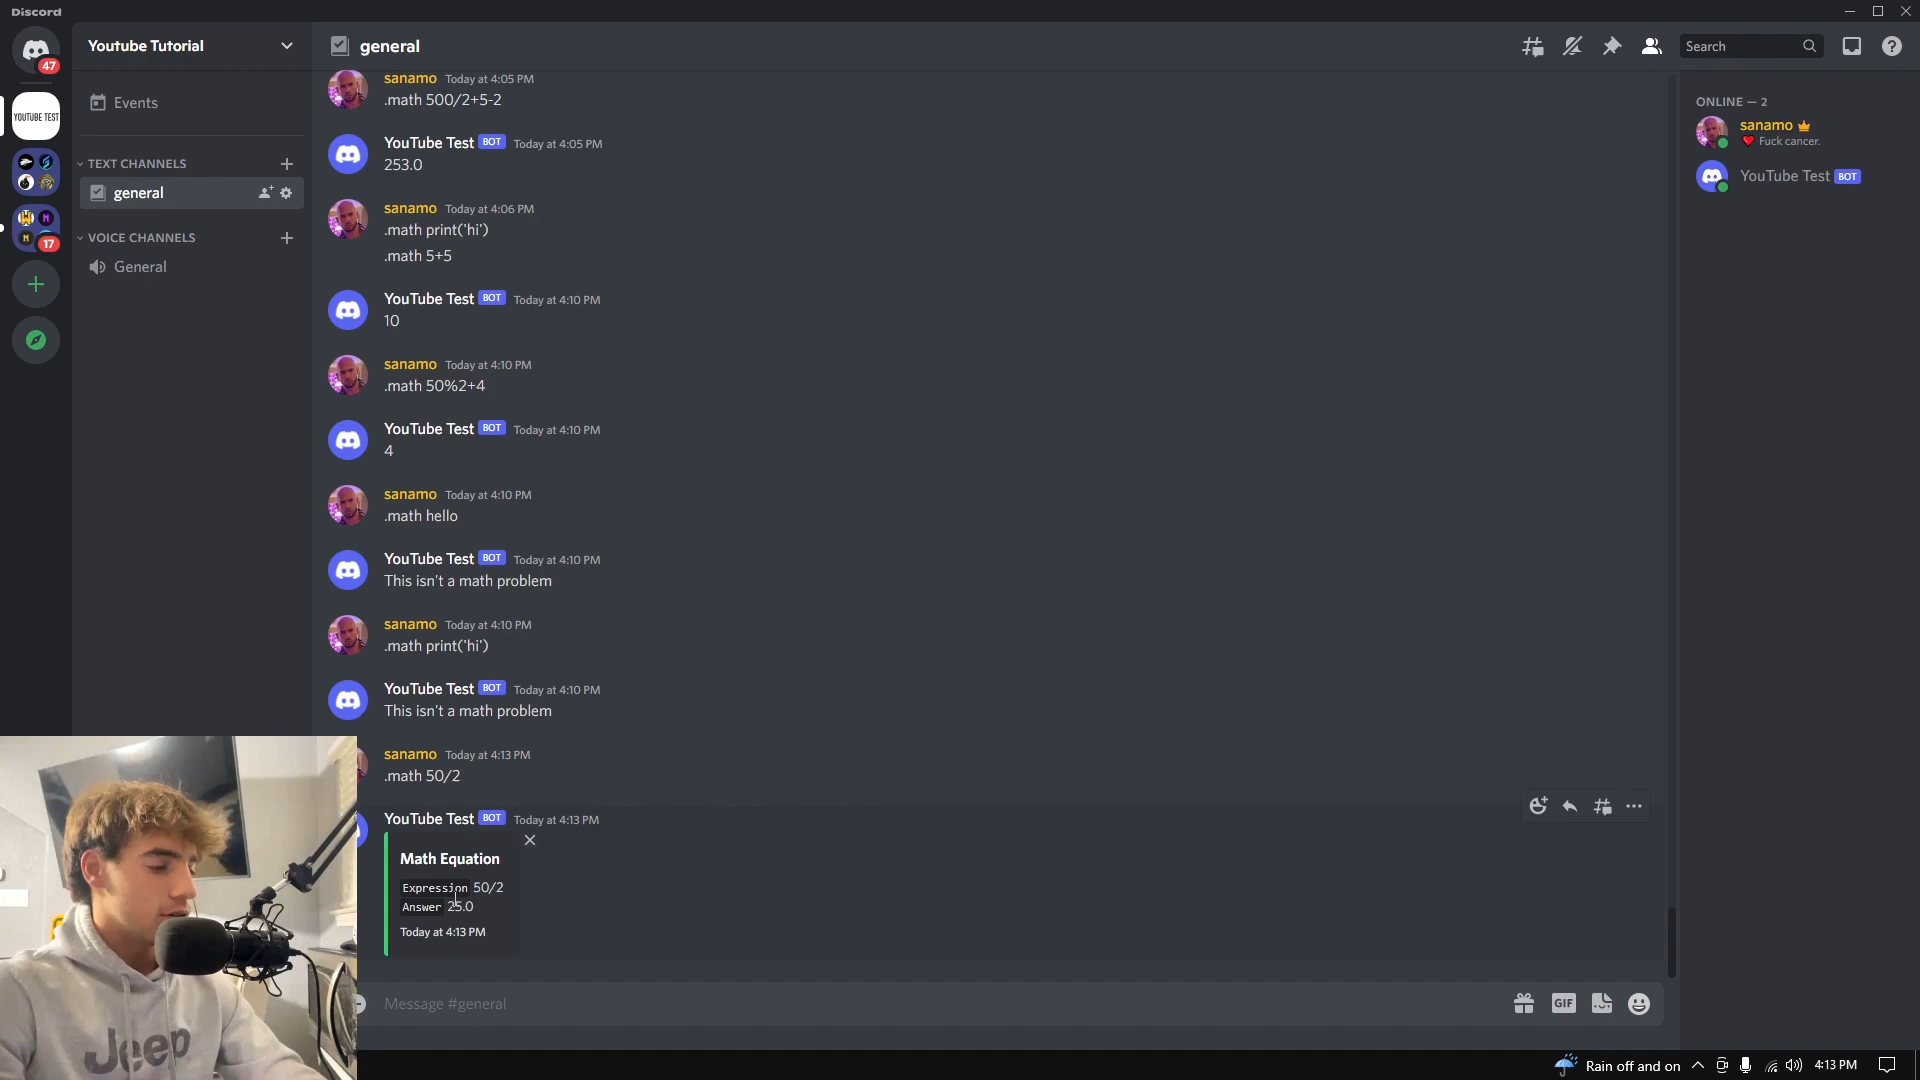 Discord
Youtube Tutorial
general
Search
47
YOUTUBE TEST
17
Events
TEXT CHANNELS
general
VOICE CHANNELS
General
sanamo Today at 4:05 PM
.math 500/2+5-2
YouTube Test BOT Today at 4:05 PM
253.0
sanamo Today at 4:06 PM
.math print('hi')
.math 5+5
YouTube Test BOT Today at 4:10 PM
10
sanamo Today at 4:10 PM
.math 50%2+4
YouTube Test BOT Today at 4:10 PM
4
sanamo Today at 4:10 PM
.math hello
YouTube Test BOT Today at 4:10 PM
This isn't a math problem
sanamo Today at 4:10 PM
.math print('hi')
YouTube Test BOT Today at 4:10 PM
This isn't a math problem
sanamo Today at 4:13 PM
.math 50/2
YouTube Test BOT Today at 4:13 PM
Math Equation
Expression 50/2
Answer 25.0
Today at 4:13 PM
Message #general
GIF
ONLINE — 2
sanamo
Fuck cancer.
YouTube Test BOT
Jeep
Rain off and on
4:13 PM